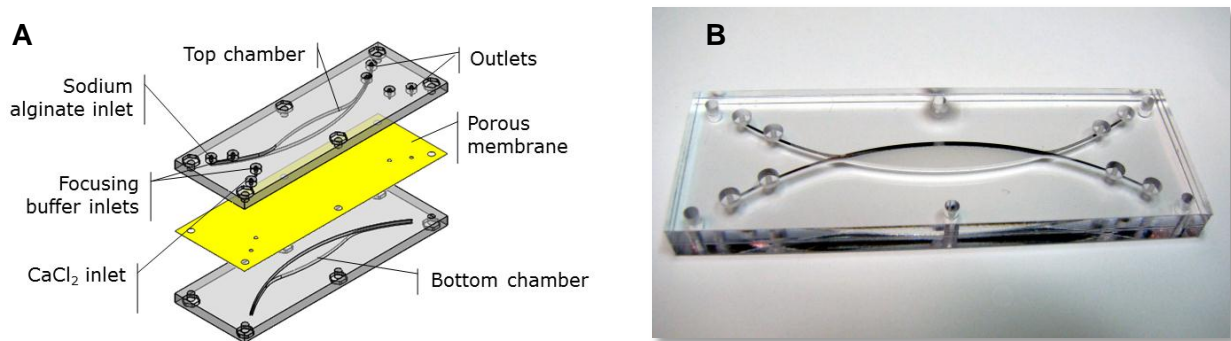 A
Top chamber
Outlets
Sodium
alginate inlet
Porous
membrane
Focusing
buffer inlets
CaCl₂ inlet
Bottom chamber
B